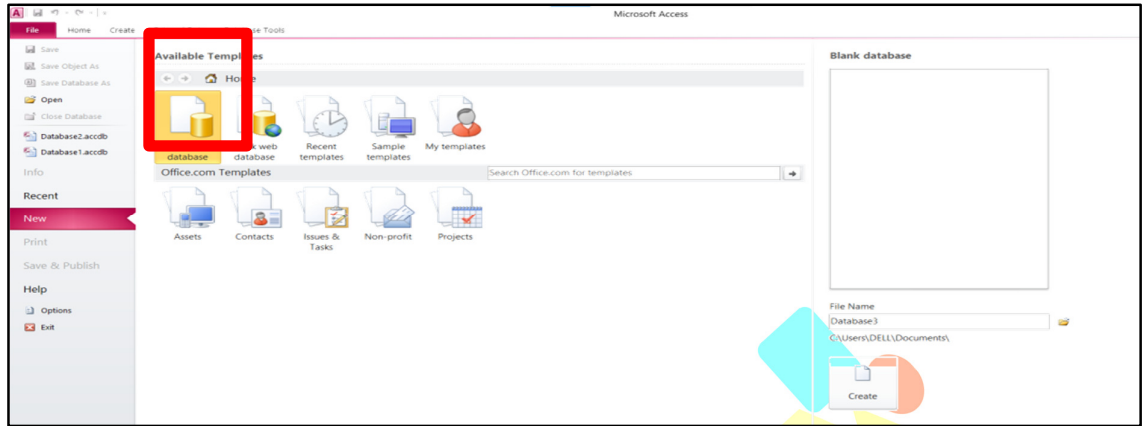 Microsoft Access
File Home Create se Tools
Save
Save Object As
Save Database As
Open
Close Database
Database2.accdb
Database1.accdb
Info
Recent
New
Print
Save & Publish
Help
Options
Exit
Available Templates
Home
database
web database
Recent templates
Sample templates
My templates
Office.com Templates
Search Office.com for templates
Assets
Contacts
Issues & Tasks
Non-profit
Projects
Blank database
File Name
Database3
C:\Users\DELL\Documents\
Create